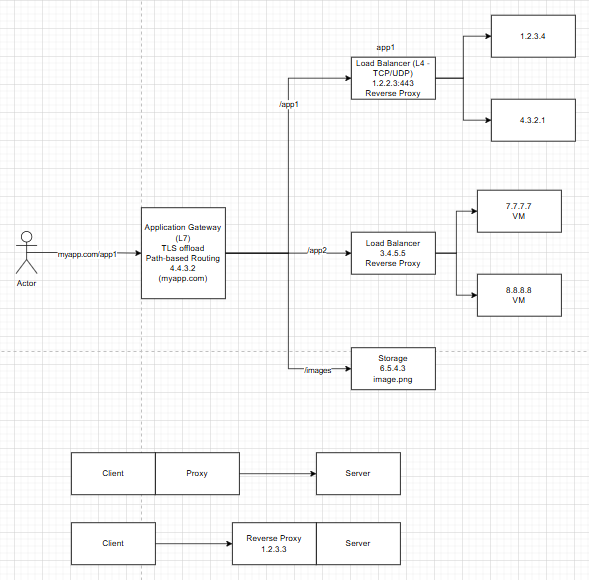 1.2.3.4
app1
Load Balancer (L4 -
TCP/UDP)
1.2.2.3:443
Reverse Proxy
/app1
4.3.2.1
7.7.7.7
VM
Application Gateway
(L7)
TLS offload
Path-based Routing
4.4.3.2
(myapp.com)
myapp.com/app1
Actor
/app2
Load Balancer
3.4.5.5
Reverse Proxy
8.8.8.8
VM
/images
Storage
6.5.4.3
image.png
Client
Proxy
Server
Client
Reverse Proxy
1.2.3.3
Server